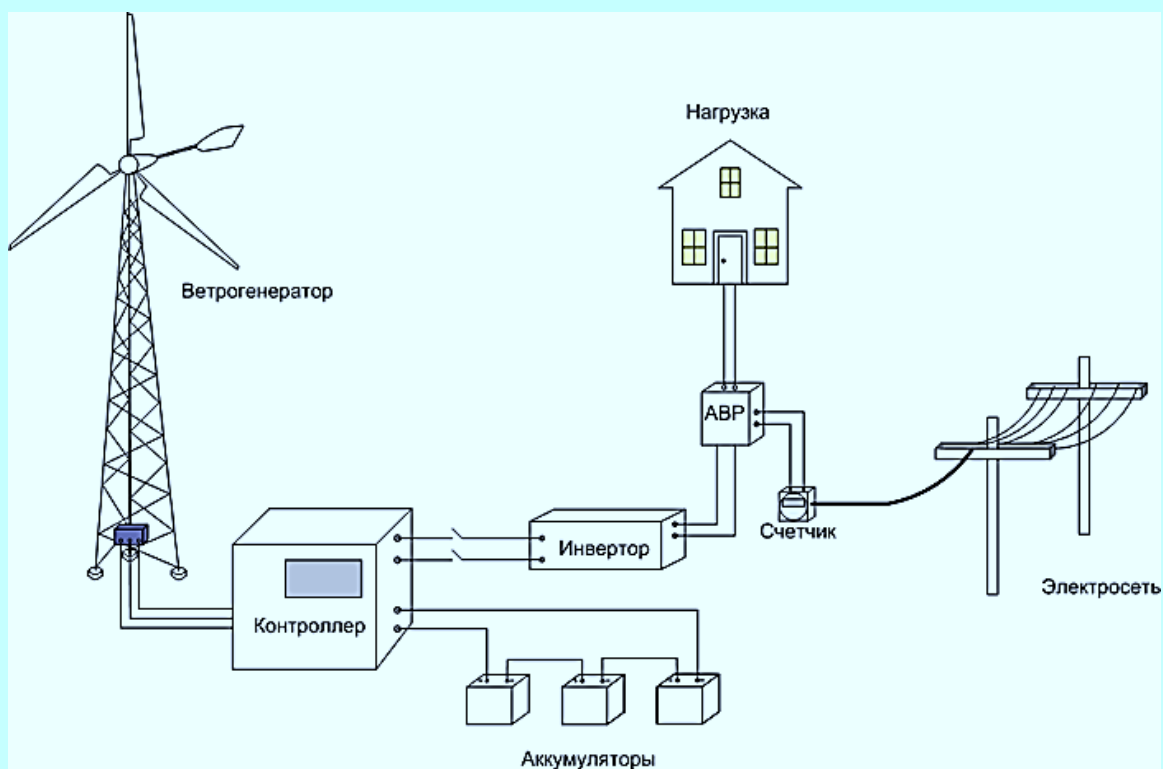 Нагрузка
Ветрогенератор
АВР
Счетчик
Инвертор
Электросеть
Контроллер
Аккумуляторы